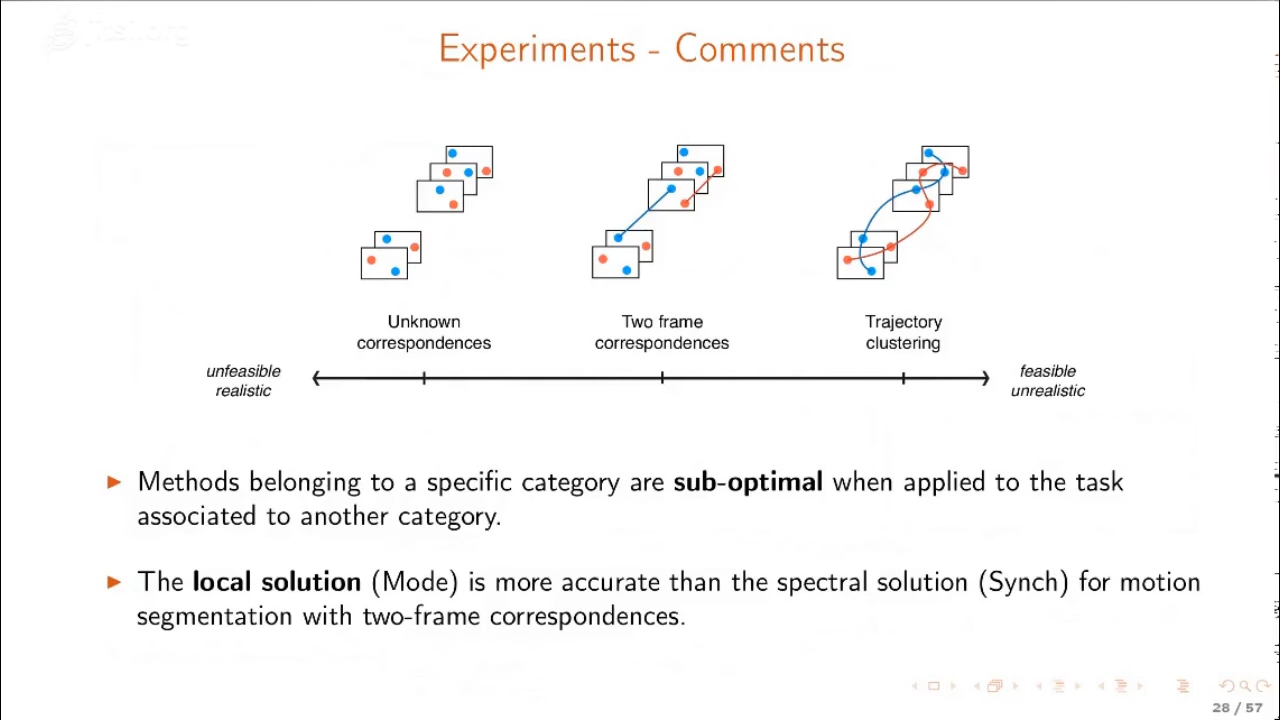 Experiments - Comments
Unknown
correspondences
Two frame
correspondences
Trajectory
clustering
unfeasible
realistic
feasible
unrealistic
Methods belonging to a specific category are sub-optimal when applied to the task
associated to another category.
The local solution (Mode) is more accurate than the spectral solution (Synch) for motion
segmentation with two-frame correspondences.
28 / 57